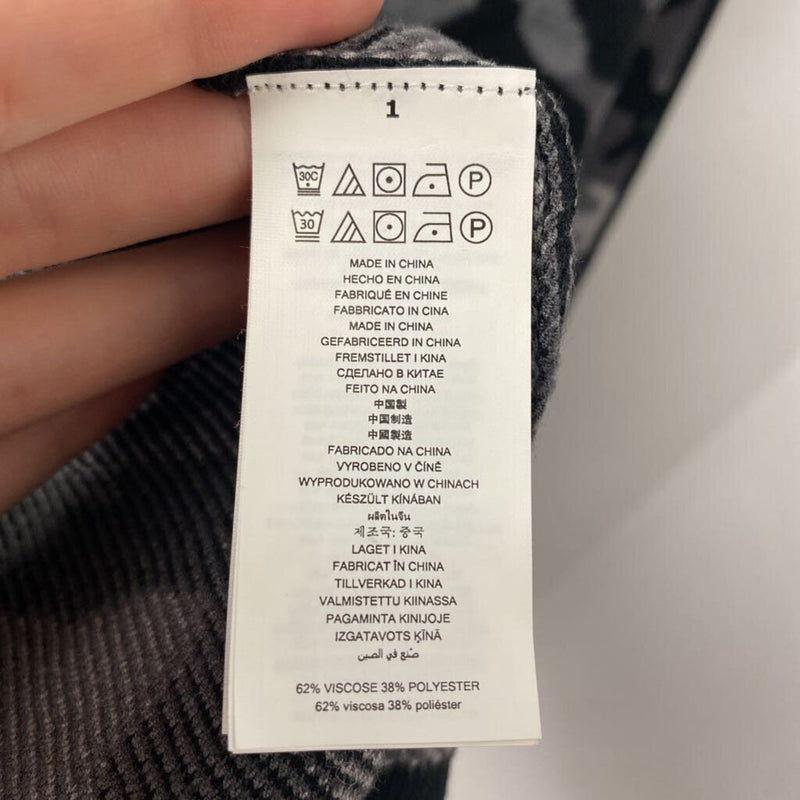 1
30C P
30 P
MADE IN CHINA
HECHO EN CHINA
FABRIQUÉ EN CHINE
FABBRICATO IN CINA
MADE IN CHINA
GEFABRICEERD IN CHINA
FREMSTILLET I KINA
СДЕЛАНО В КИТАЕ
FEITO NA CHINA
中国製
中国制造
中國製造
FABRICADO NA CHINA
VYROBENO V ČÍNĚ
WYPRODUKOWANO W CHINACH
KÉSZÜLT KÍNÁBAN
ผลิตในจีน
제조국: 중국
LAGET I KINA
FABRICAT ÎN CHINA
TILLVERKAD I KINA
VALMISTETTU KIINASSA
PAGAMINTA KINIJOJE
IZGATAVOTS ĶĪNĀ
صنع في الصين
62% VISCOSE 38% POLYESTER
62% viscosa 38% poliéster